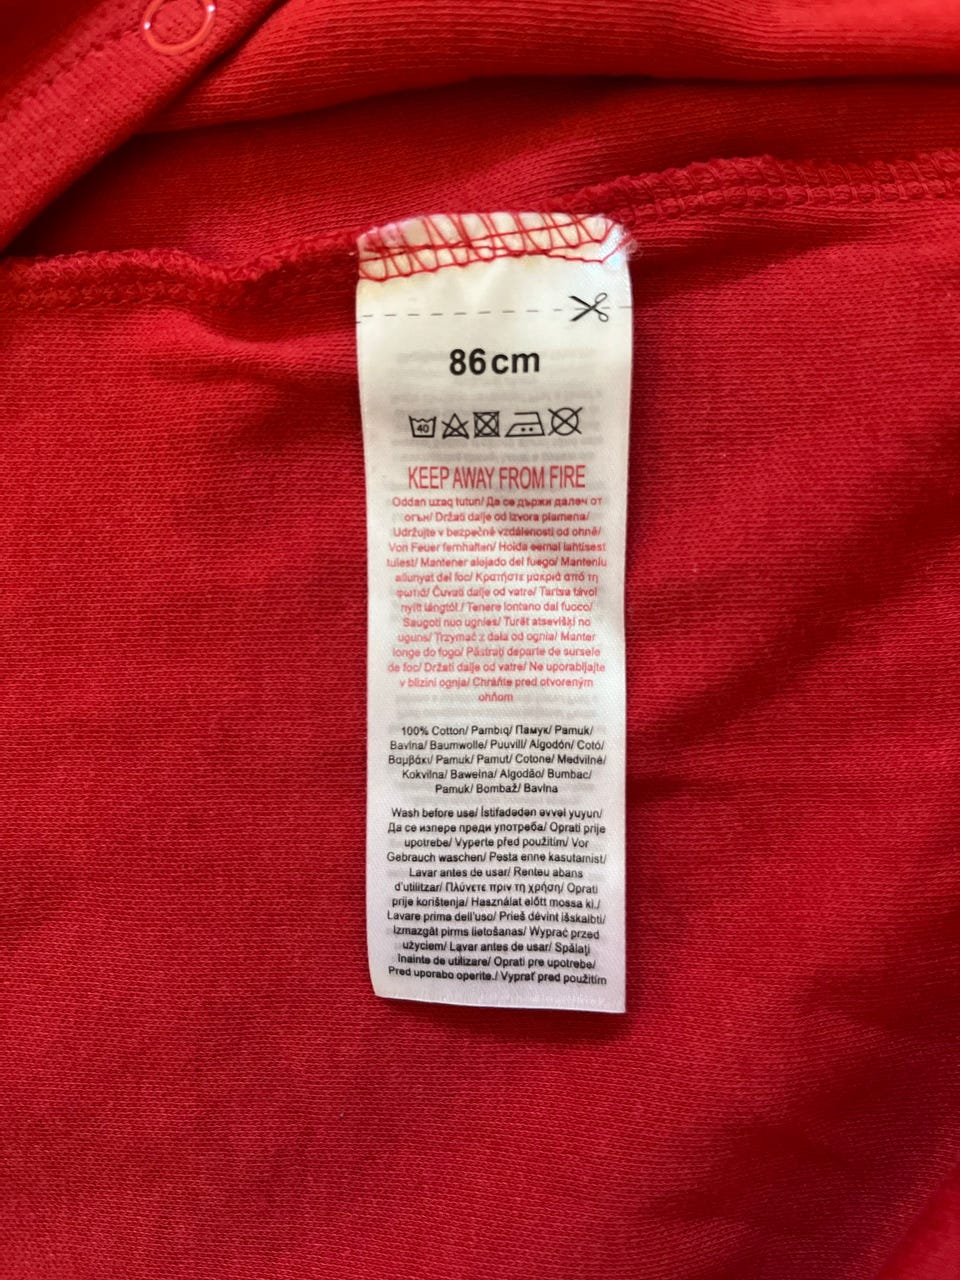 86cm
40
KEEP AWAY FROM FIRE
Oddan uzaq tutun/ Да се държи далеч от
огън/ Držati dalje od izvora plamena/
Udržujte v bezpečné vzdálenosti od ohně/
Von Feuer fernhalten/ Hoida eemal lahtisest
tulest/ Mantener alejado del fuego/ Manteniu
allunyat del foc/ Κρατήστε μακριά από τη
φωτιά/ Čuvati dalje od vatre/ Tartsa távol
nyílt lángtól / Tenere lontano dal fuoco/
Saugoti nuo ugnies/ Turēt atsevišķi no
uguns/ Trzymać z dala od ognia/ Manter
longe do fogo/ Păstraţi departe de sursele
de foc/ Držati dalje od vatre/ Ne uporabljajte
v bližini ognja/ Chráňte pred otvoreným
ohňom
100% Cotton/ Pambıq/ Памук/ Pamuk/
Bavlna/ Baumwolle/ Puuvill/ Algodón/ Cotó/
Βαμβάκι/ Pamuk/ Pamut/ Cotone/ Medvilnė/
Kokvilna/ Bawełna/ Algodão/ Bumbac/
Pamuk/ Bombaž/ Bavlna
Wash before use/ İstifadədən əvvəl yuyun/
Да се изпере преди употреба/ Oprati prije
upotrebe/ Vyperte před použitím/ Vor
Gebrauch waschen/ Pesta enne kasutamist/
Lavar antes de usar/ Renteu abans
d'utilitzar/ Πλύνετε πριν τη χρήση/ Oprati
prije korištenja/ Használat előtt mossa ki./
Lavare prima dell'uso/ Prieš dėvint išskalbti/
Izmazgāt pirms lietošanas/ Wyprać przed
użyciem/ Lavar antes de usar/ Spălaţi
înainte de utilizare/ Oprati pre upotrebe/
Pred uporabo operite./ Vyprať pred použitím